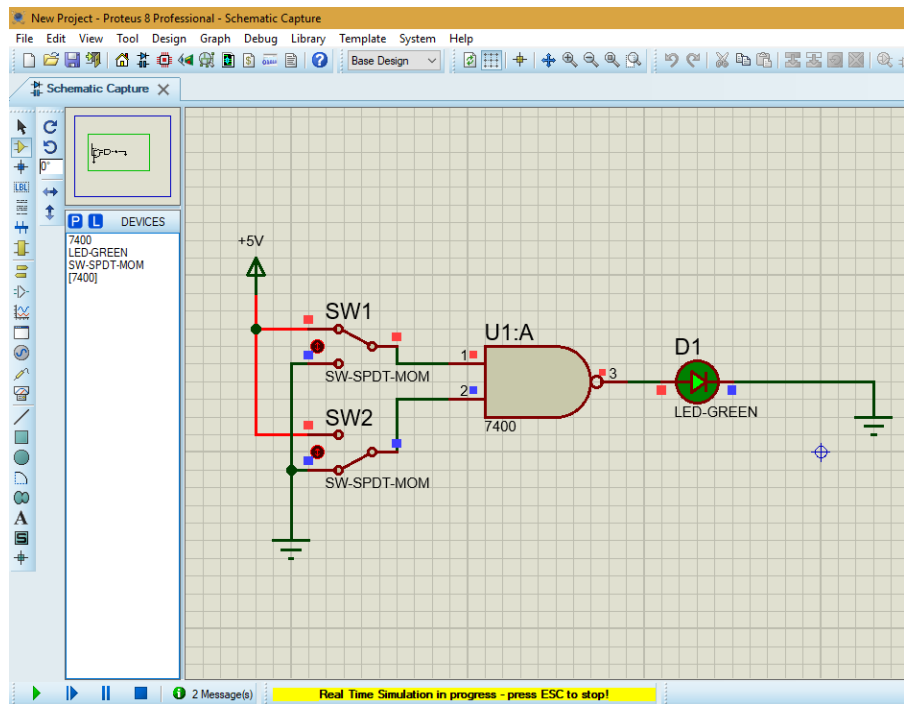 New Project - Proteus 8 Professional - Schematic Capture
File Edit View Tool Design Graph Debug Library Template System Help
Base Design
Schematic Capture
0°
LBL
P L DEVICES
7400
LED-GREEN
SW-SPDT-MOM
[7400]
A
S
+5V
SW1
SW-SPDT-MOM
SW2
SW-SPDT-MOM
U1:A
1
2
3
7400
D1
LED-GREEN
2 Message(s)
Real Time Simulation in progress - press ESC to stop!